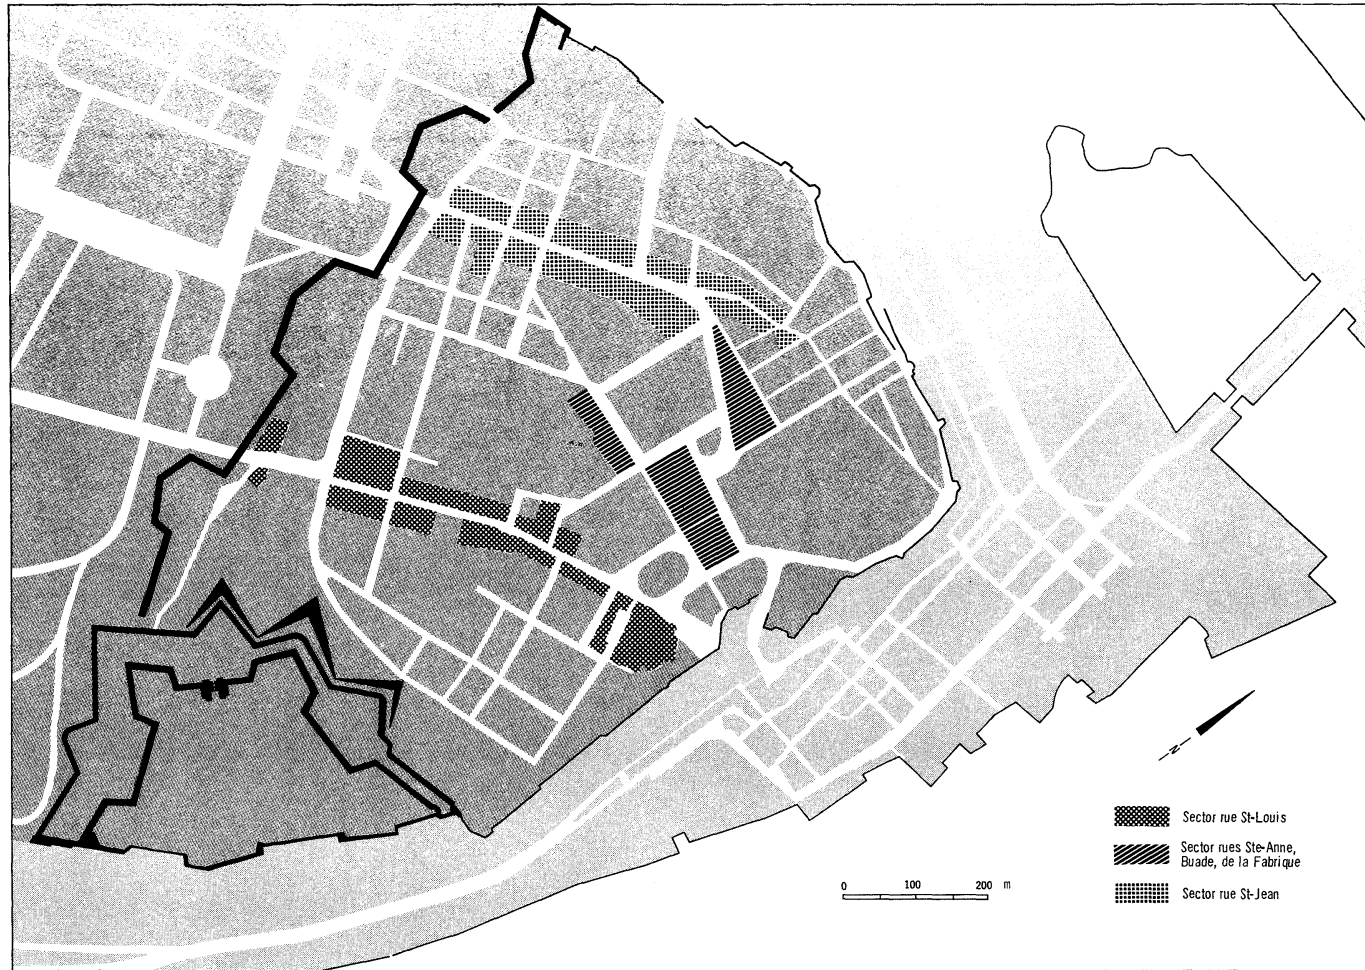 N
Sector rue St-Louis
Sector rues Ste-Anne,
Buade, de la Fabrique
Sector rue St-Jean
0 100 200 m